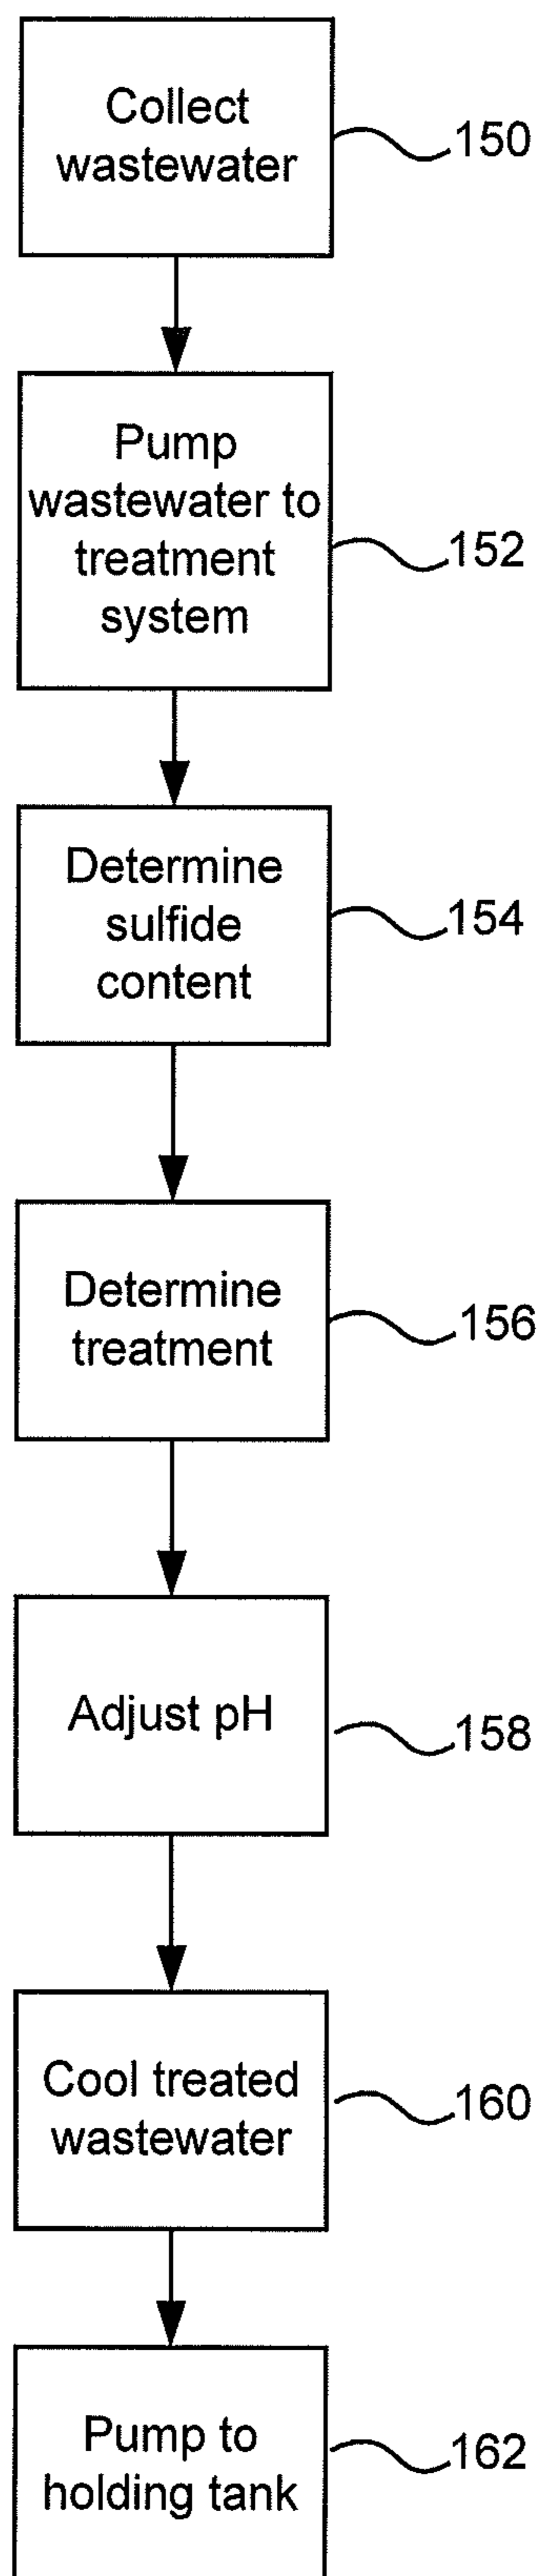 Collect
wastewater
150
Pump
wastewater to
treatment
system
152
Determine
sulfide
content
154
Determine
treatment
156
Adjust pH
158
Cool treated
wastewater
160
Pump to
holding tank
162